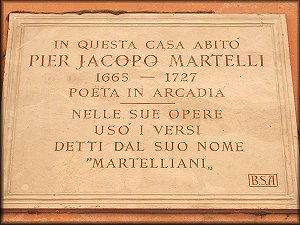 IN QUESTA CASA ABITÒ
PIER JACOPO MARTELLI
1665 — 1727
POETA IN ARCADIA
NELLE SUE OPERE
USÒ I VERSI
DETTI DAL SUO NOME
"MARTELLIANI„
B.S.A